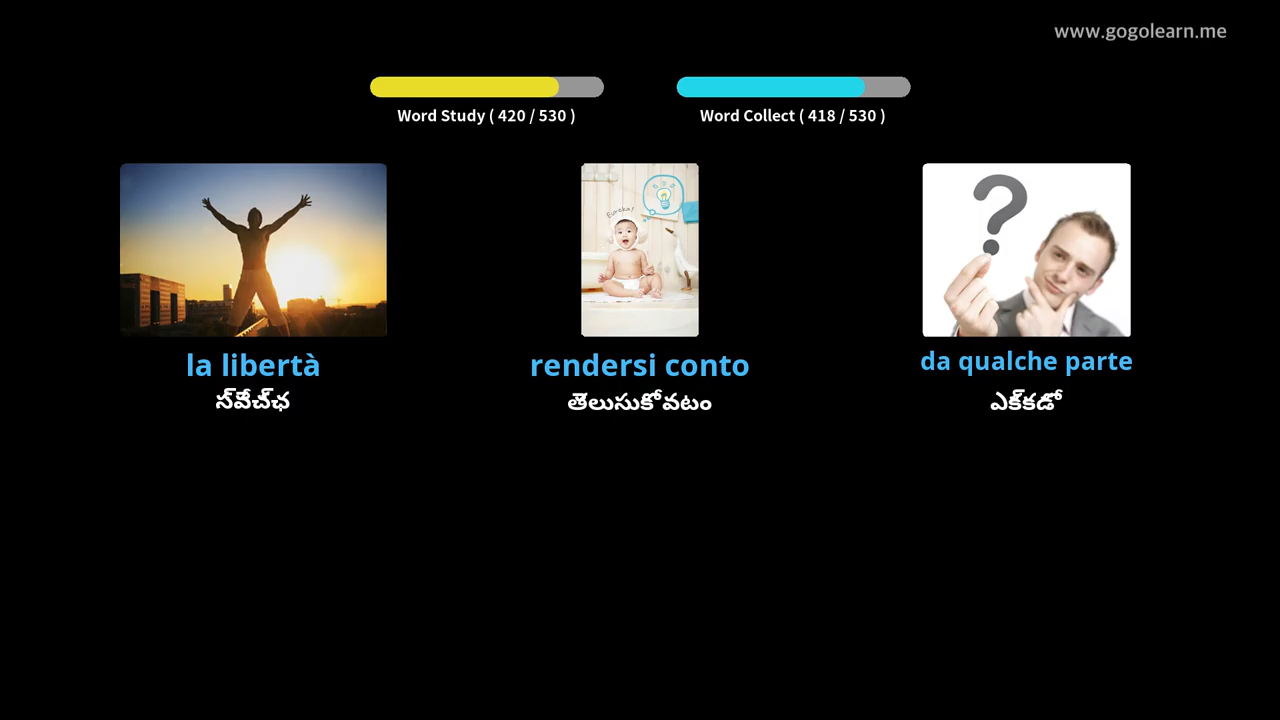 www.gogolearn.me
Word Study ( 420 / 530 )
Word Collect ( 418 / 530 )
Eureka!
la libertà
rendersi conto
da qualche parte
స్వేచ్ఛ
తెలుసుకోవటం
ఎక్కడో